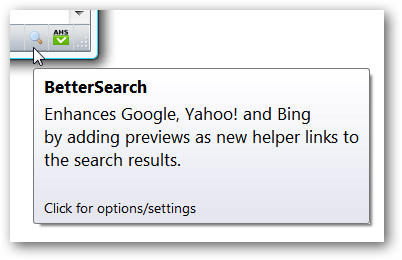 AHS
BetterSearch
Enhances Google, Yahoo! and Bing
by adding previews as new helper links to
the search results.
Click for options/settings